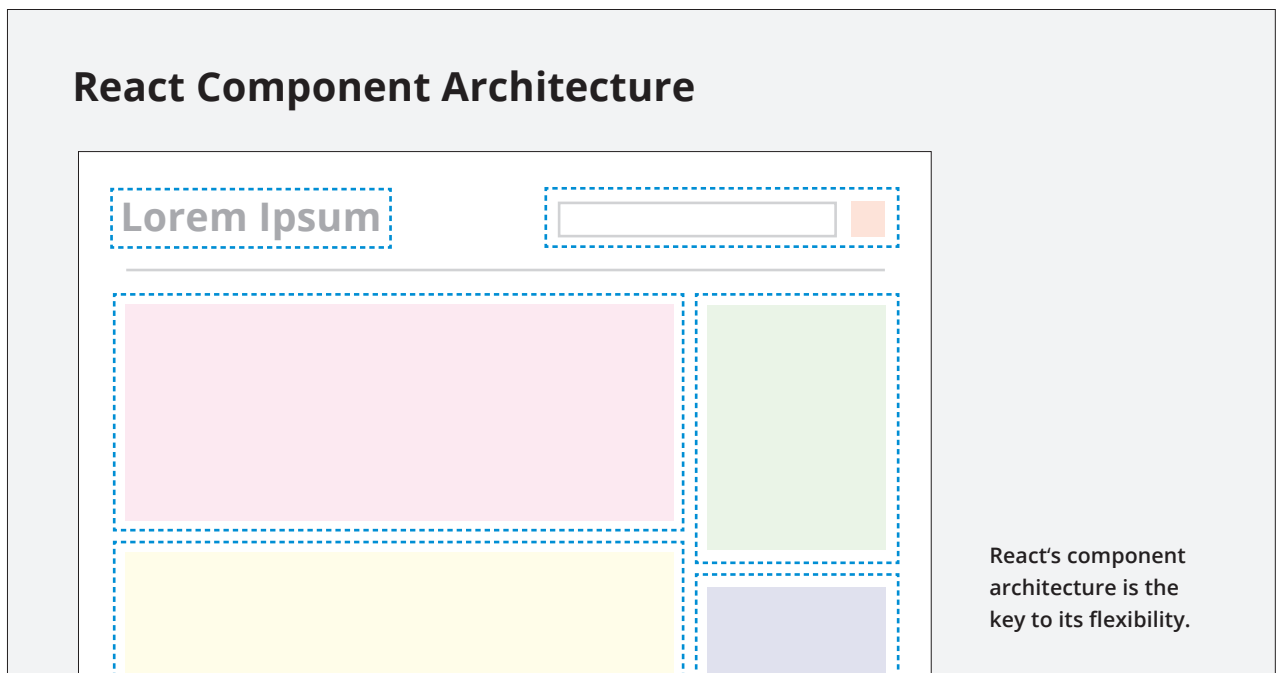 React Component Architecture
Lorem Ipsum
React‘s component
architecture is the
key to its flexibility.